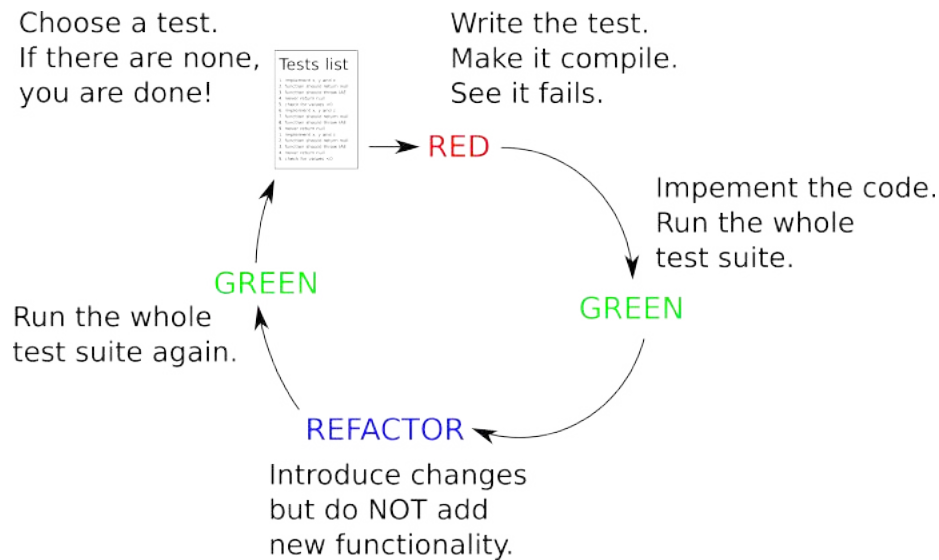 Choose a test.
If there are none,
you are done!
Tests list
Write the test.
Make it compile.
See it fails.
RED
Impement the code.
Run the whole
test suite.
GREEN
REFACTOR
Introduce changes
but do NOT add
new functionality.
GREEN
Run the whole
test suite again.